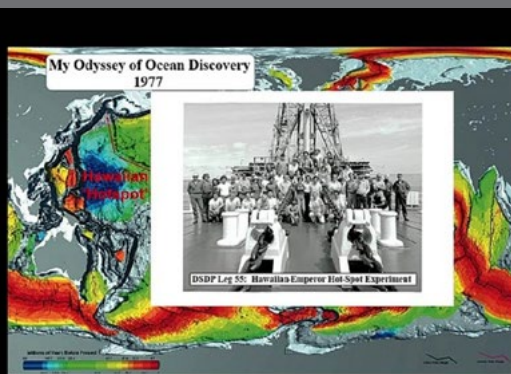 My Odyssey of Ocean Discovery
1977
Hawaiian
'Hotspot'
DSDP Leg 55: Hawaiian-Emperor Hot-Spot Experiment